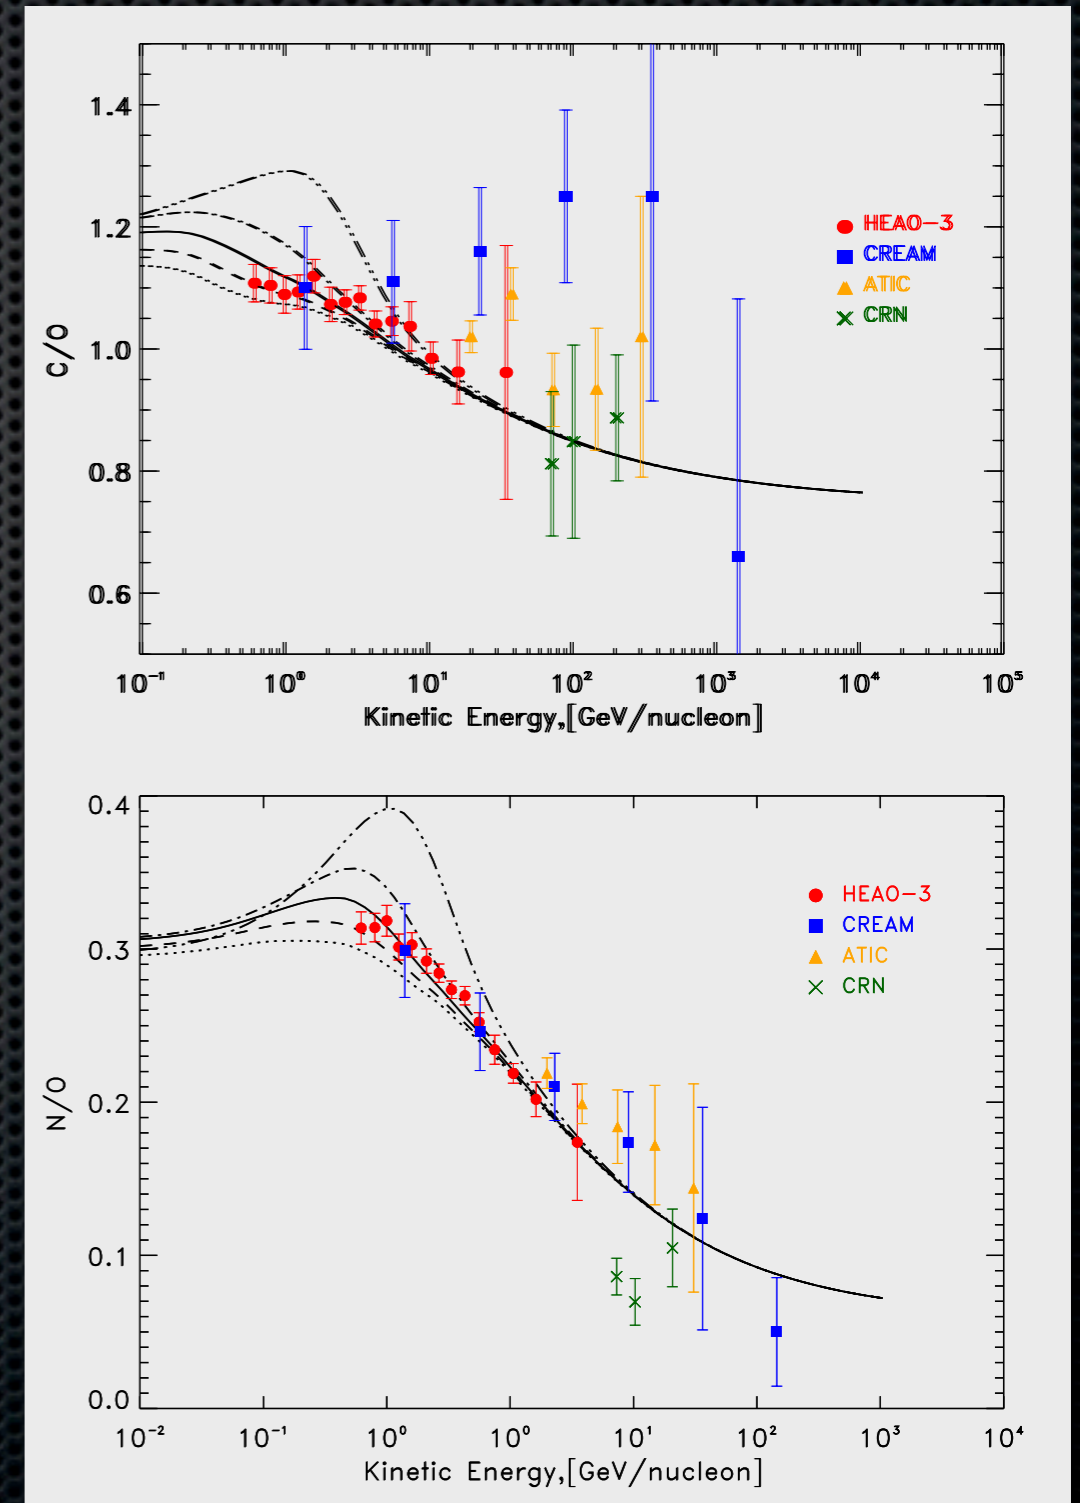 1.4
1.2
1.0
0.8
0.6
C/O
HEAO-3
CREAM
ATIC
CRN
10⁻¹ 10⁰ 10¹ 10² 10³ 10⁴ 10⁵
Kinetic Energy,[GeV/nucleon]
0.4
0.3
0.2
0.1
0.0
N/O
HEAO-3
CREAM
ATIC
CRN
10⁻² 10⁻¹ 10⁰ 10⁰ 10¹ 10² 10³ 10⁴
Kinetic Energy,[GeV/nucleon]